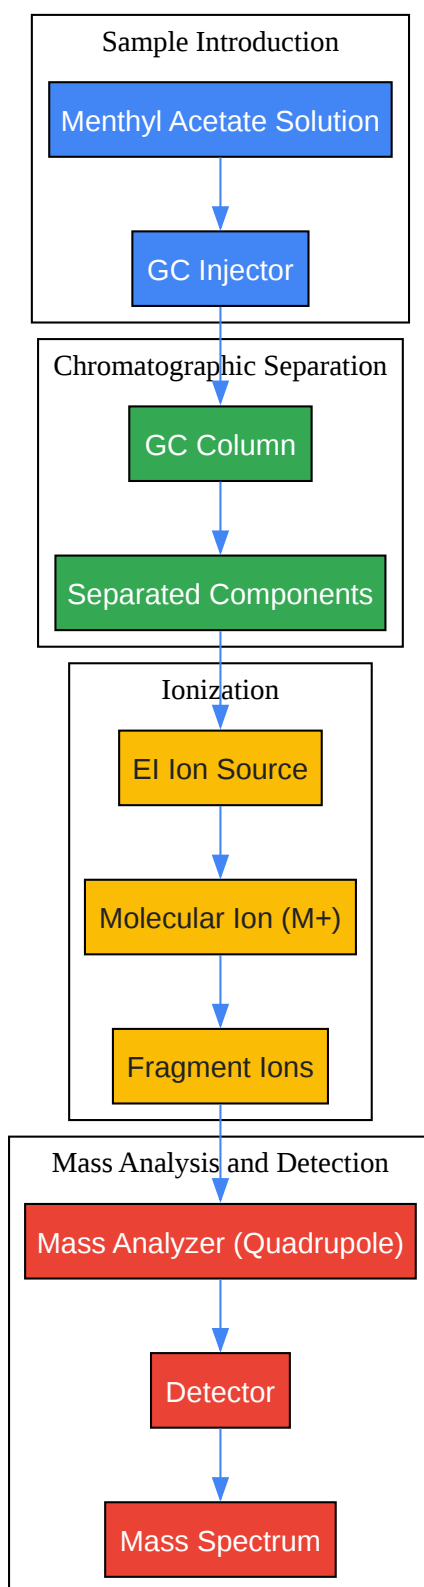 Sample Introduction
Menthyl Acetate Solution
GC Injector
Chromatographic Separation
GC Column
Separated Components
Ionization
EI Ion Source
Molecular Ion (M+)
Fragment Ions
Mass Analysis and Detection
Mass Analyzer (Quadrupole)
Detector
Mass Spectrum